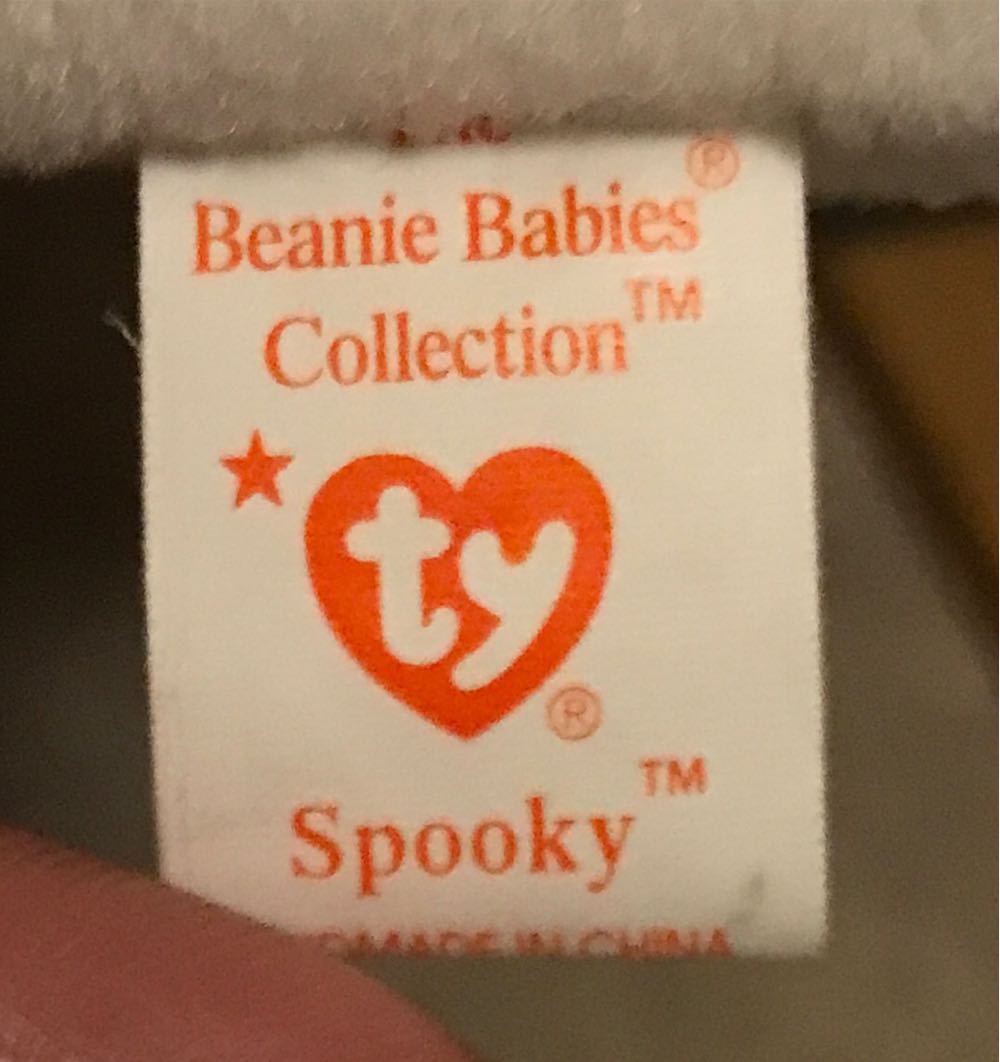 Beanie Babies®
Collection™
ty®
Spooky™
MADE IN CHINA